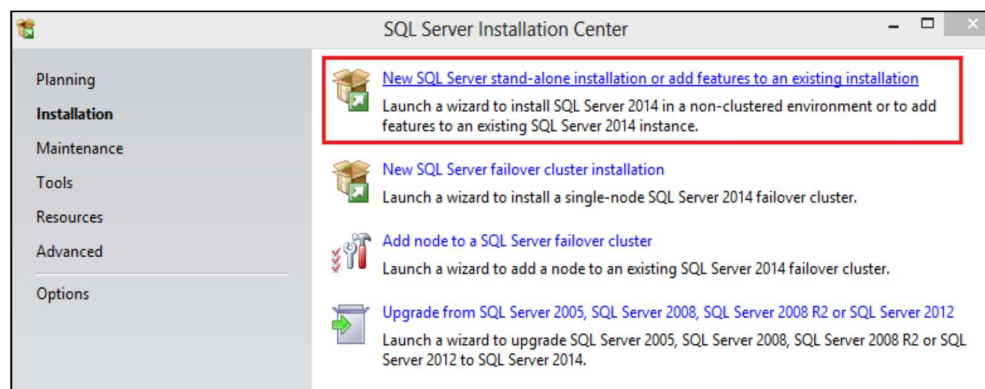 SQL Server Installation Center
Planning
Installation
Maintenance
Tools
Resources
Advanced
Options
New SQL Server stand-alone installation or add features to an existing installation
Launch a wizard to install SQL Server 2014 in a non-clustered environment or to add
features to an existing SQL Server 2014 instance.
New SQL Server failover cluster installation
Launch a wizard to install a single-node SQL Server 2014 failover cluster.
Add node to a SQL Server failover cluster
Launch a wizard to add a node to an existing SQL Server 2014 failover cluster.
Upgrade from SQL Server 2005, SQL Server 2008, SQL Server 2008 R2 or SQL Server 2012
Launch a wizard to upgrade SQL Server 2005, SQL Server 2008, SQL Server 2008 R2 or SQL
Server 2012 to SQL Server 2014.